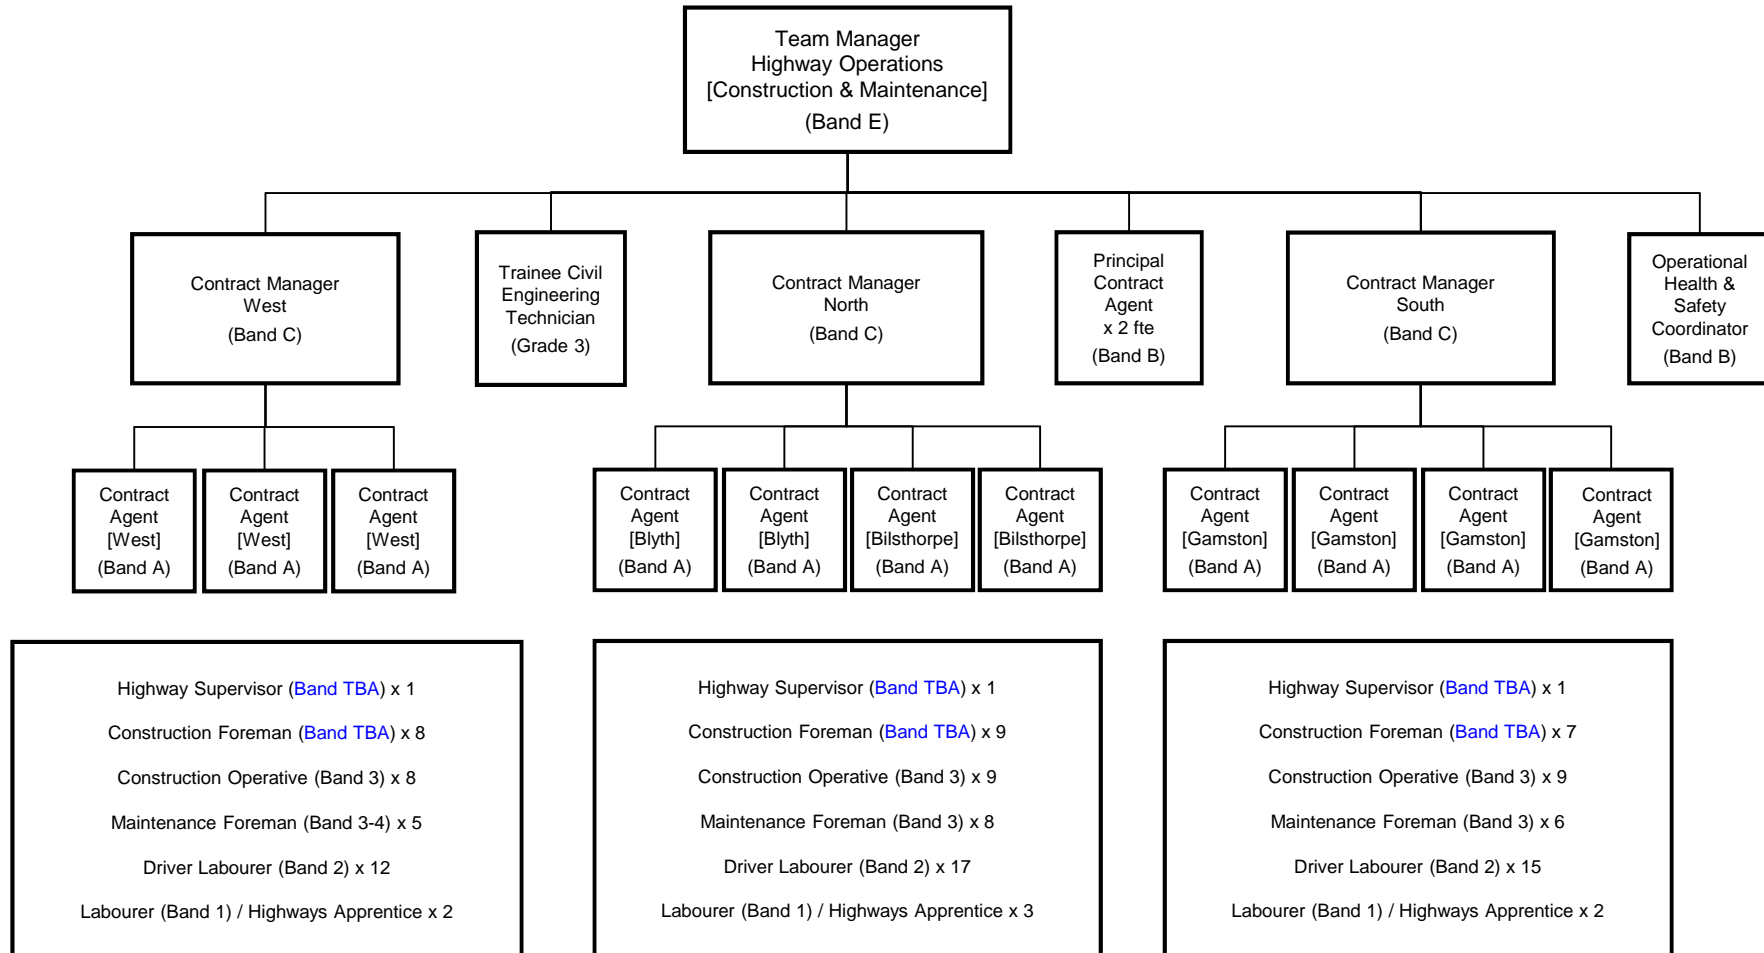 Team Manager
Highway Operations
[Construction & Maintenance]
(Band E)
Contract Manager
West
(Band C)
Trainee Civil
Engineering
Technician
(Grade 3)
Contract Manager
North
(Band C)
Principal
Contract
Agent
x 2 fte
(Band B)
Contract Manager
South
(Band C)
Operational
Health &
Safety
Coordinator
(Band B)
Contract
Agent
[West]
(Band A)
Contract
Agent
[West]
(Band A)
Contract
Agent
[West]
(Band A)
Contract
Agent
[Blyth]
(Band A)
Contract
Agent
[Blyth]
(Band A)
Contract
Agent
[Bilsthorpe]
(Band A)
Contract
Agent
[Bilsthorpe]
(Band A)
Contract
Agent
[Gamston]
(Band A)
Contract
Agent
[Gamston]
(Band A)
Contract
Agent
[Gamston]
(Band A)
Contract
Agent
[Gamston]
(Band A)
Highway Supervisor (Band TBA) x 1
Construction Foreman (Band TBA) x 8
Construction Operative (Band 3) x 8
Maintenance Foreman (Band 3-4) x 5
Driver Labourer (Band 2) x 12
Labourer (Band 1) / Highways Apprentice x 2
Highway Supervisor (Band TBA) x 1
Construction Foreman (Band TBA) x 9
Construction Operative (Band 3) x 9
Maintenance Foreman (Band 3) x 8
Driver Labourer (Band 2) x 17
Labourer (Band 1) / Highways Apprentice x 3
Highway Supervisor (Band TBA) x 1
Construction Foreman (Band TBA) x 7
Construction Operative (Band 3) x 9
Maintenance Foreman (Band 3) x 6
Driver Labourer (Band 2) x 15
Labourer (Band 1) / Highways Apprentice x 2